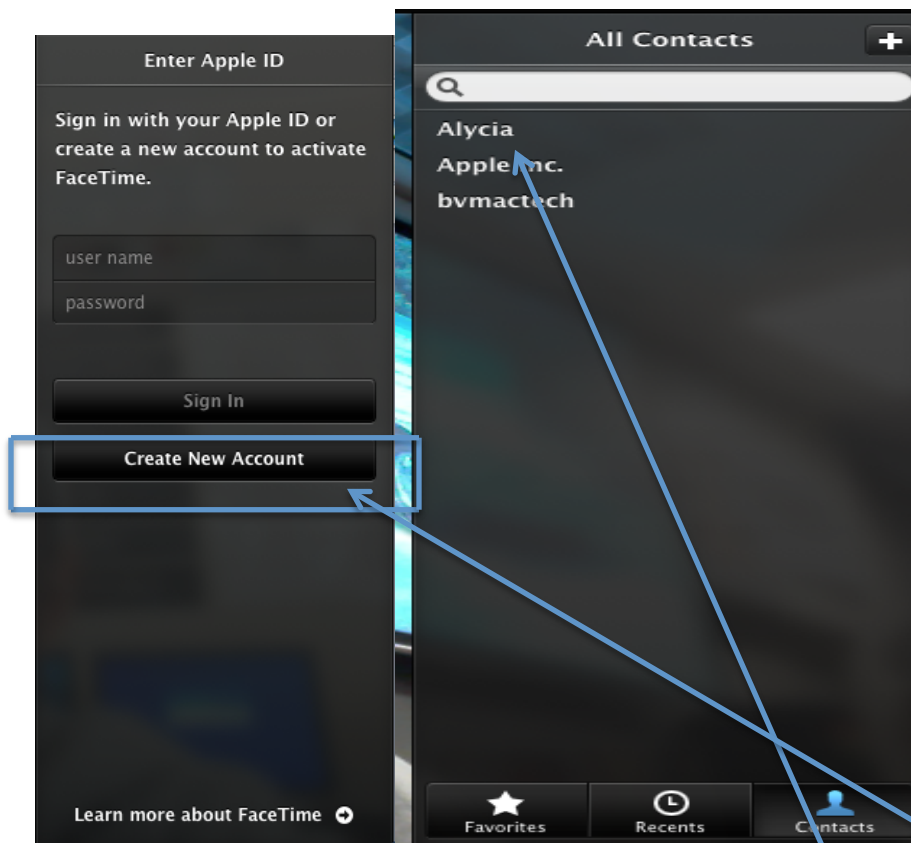 Enter Apple ID
Sign in with your Apple ID or
create a new account to activate
FaceTime.
user name
password
Sign In
Create New Account
Learn more about FaceTime
All Contacts
Alycia
Apple Inc.
bvmactech
Favorites
Recents
Contacts